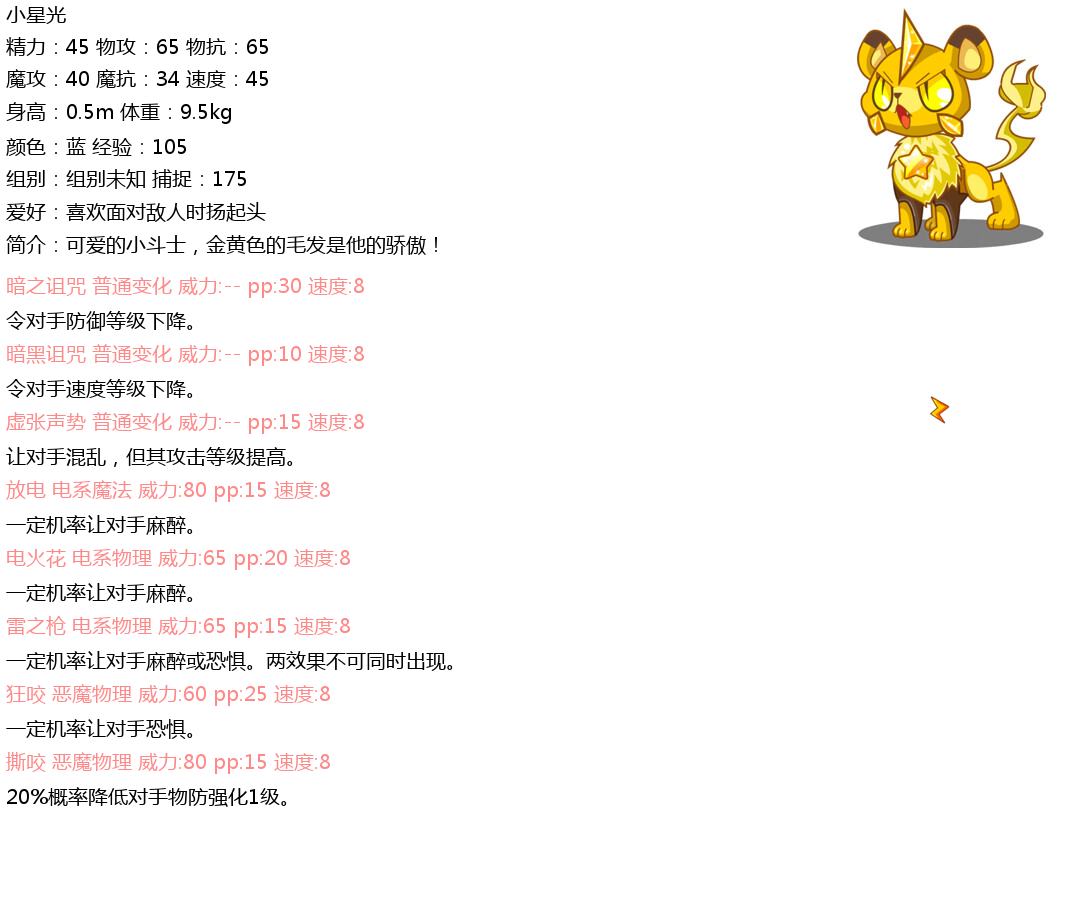 小星光
精力：45 物攻：65 物抗：65
魔攻：40 魔抗：34 速度：45
身高：0.5m 体重：9.5kg
颜色：蓝 经验：105
组别：组别未知 捕捉：175
爱好：喜欢面对敌人时扬起头
简介：可爱的小斗士，金黄色的毛发是他的骄傲！
暗之诅咒 普通变化 威力:-- pp:30 速度:8
令对手防御等级下降。
暗黑诅咒 普通变化 威力:-- pp:10 速度:8
令对手速度等级下降。
虚张声势 普通变化 威力:-- pp:15 速度:8
让对手混乱，但其攻击等级提高。
放电 电系魔法 威力:80 pp:15 速度:8
一定机率让对手麻醉。
电火花 电系物理 威力:65 pp:20 速度:8
一定机率让对手麻醉。
雷之枪 电系物理 威力:65 pp:15 速度:8
一定机率让对手麻醉或恐惧。两效果不可同时出现。
狂咬 恶魔物理 威力:60 pp:25 速度:8
一定机率让对手恐惧。
撕咬 恶魔物理 威力:80 pp:15 速度:8
20%概率降低对手物防强化1级。